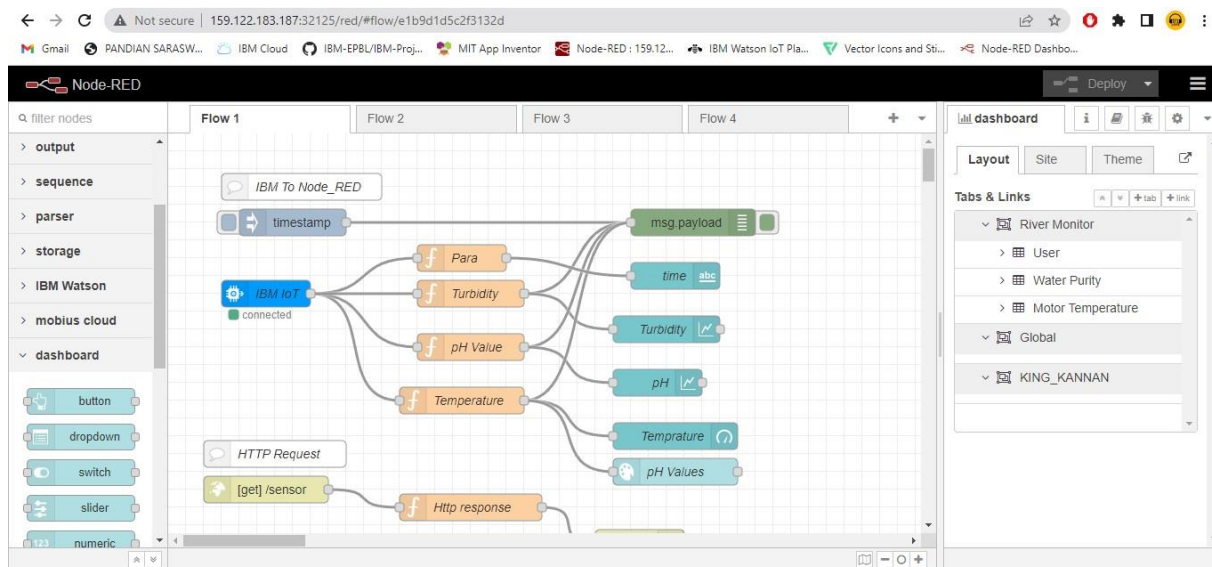 Not secure | 159.122.183.187:32125/red/#flow/e1b9d1d5c2f3132d
Gmail PANDIAN SARASW... IBM Cloud IBM-EPBL/IBM-Proj... MIT App Inventor Node-RED : 159.12... IBM Watson IoT Pla... Vector Icons and Sti... Node-RED Dashbo...
Node-RED
Deploy
filter nodes
output
sequence
parser
storage
IBM Watson
mobius cloud
dashboard
button
dropdown
switch
slider
123 numeric
Flow 1 Flow 2 Flow 3 Flow 4
IBM To Node_RED
timestamp
msg.payload
Para
time abc
IBM IoT
connected
Turbidity
Turbidity
pH Value
pH
Temperature
Temprature
HTTP Request
pH Values
[get] /sensor
Http response
dashboard i
Layout Site Theme
Tabs & Links +tab +link
River Monitor
User
Water Purity
Motor Temperature
Global
KING_KANNAN